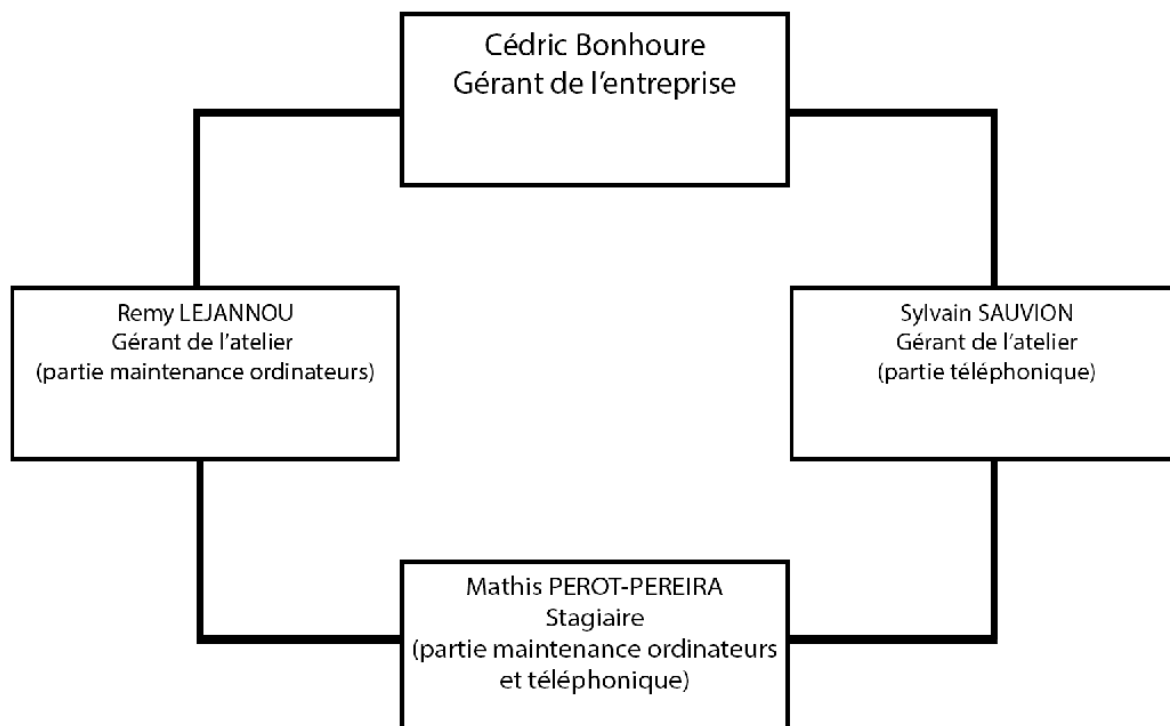 Cédric Bonhoure
Gérant de l'entreprise
Remy LEJANNOU
Gérant de l'atelier
(partie maintenance ordinateurs)
Sylvain SAUVION
Gérant de l'atelier
(partie téléphonique)
Mathis PEROT-PEREIRA
Stagiaire
(partie maintenance ordinateurs
et téléphonique)